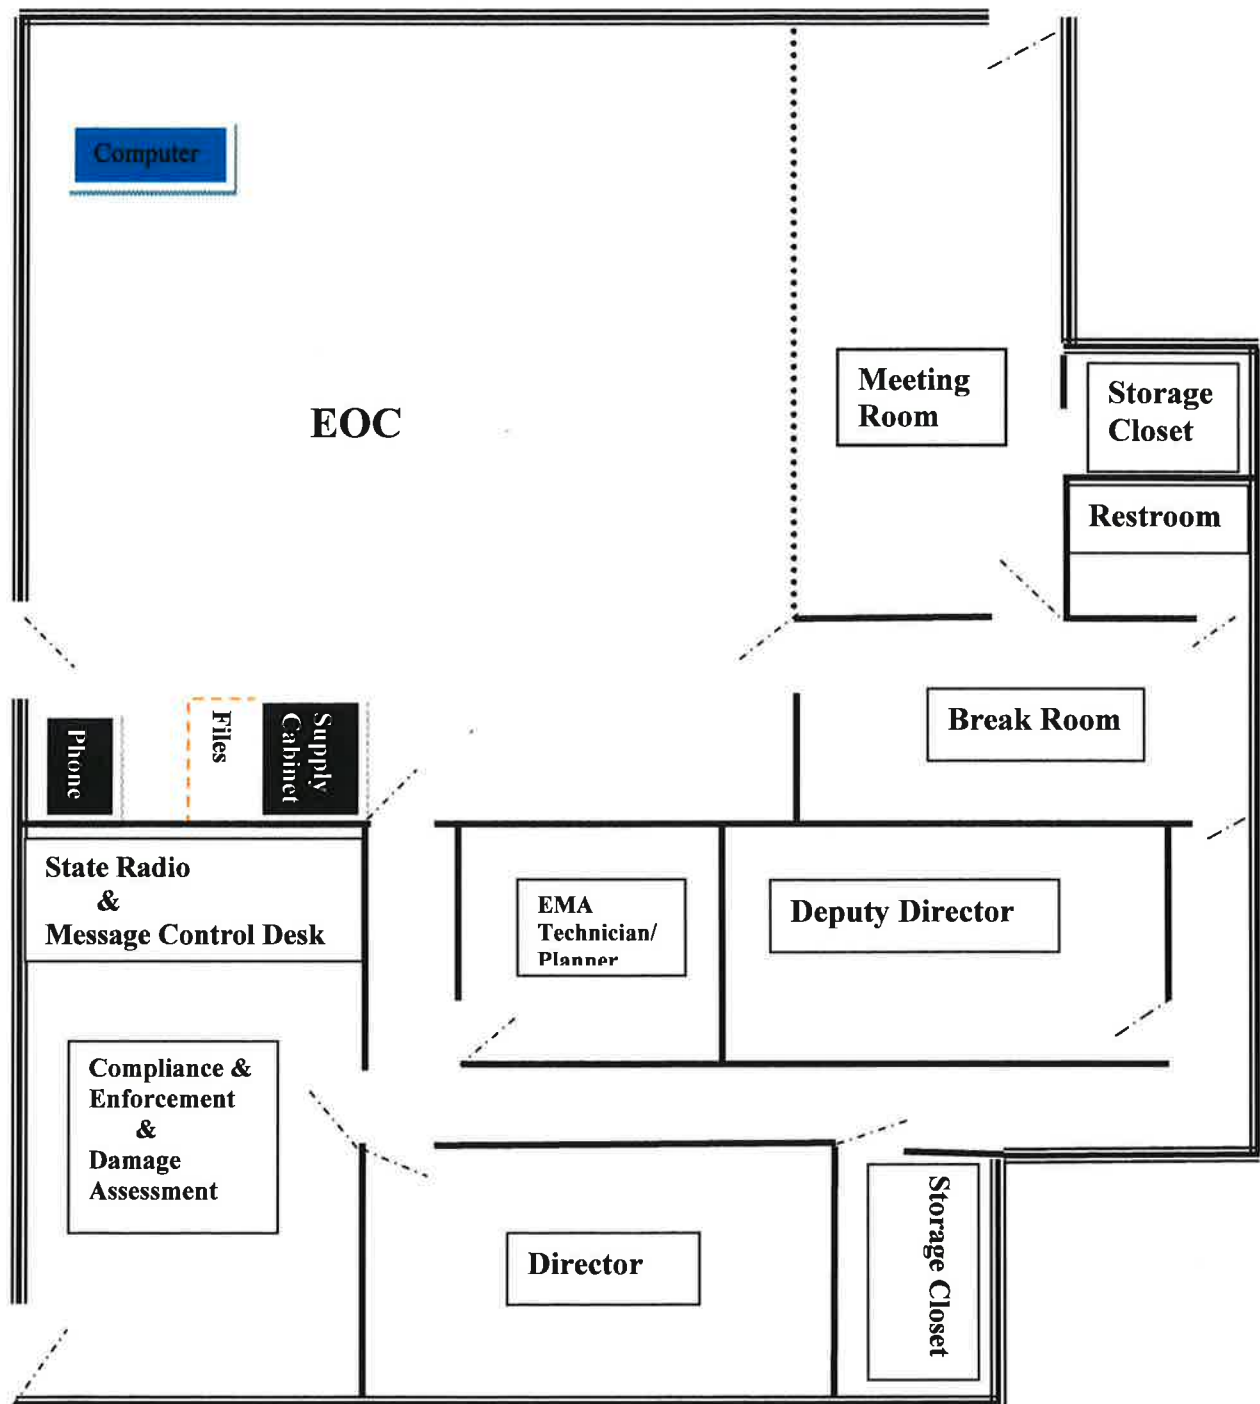 Computer
EOC
Meeting
Room
Storage
Closet
Restroom
Phone
Files
Supply
Cabinet
Break Room
State Radio
&
Message Control Desk
EMA
Technician/
Planner
Deputy Director
Compliance &
Enforcement
&
Damage
Assessment
Director
Storage Closet